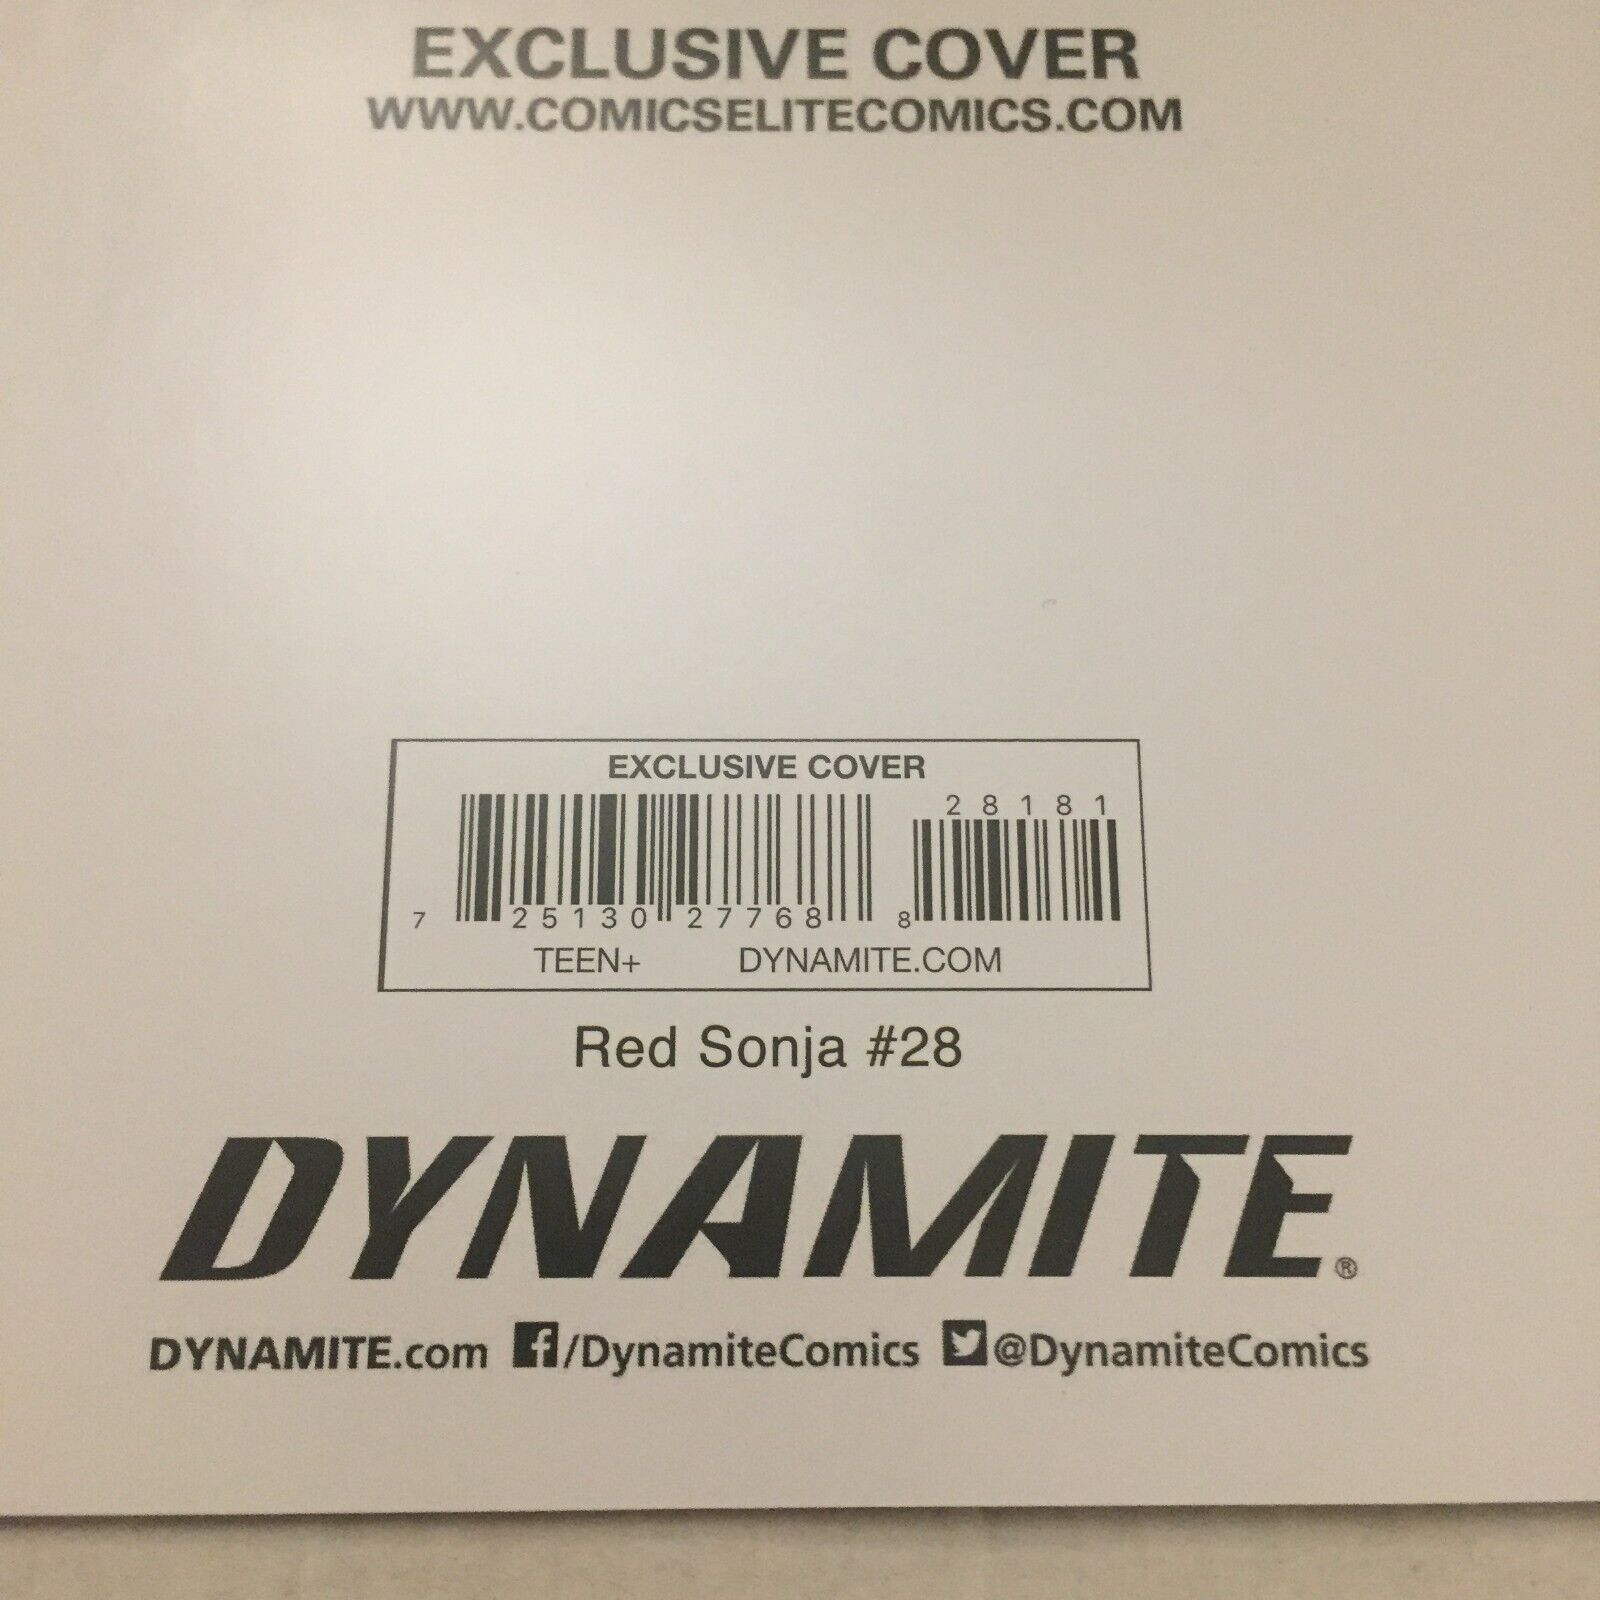 EXCLUSIVE COVER
WWW.COMICSELITECOMICS.COM
EXCLUSIVE COVER
28181
7 25130 27768 8
TEEN+ DYNAMITE.COM
Red Sonja #28
DYNAMITE®
DYNAMITE.com f/DynamiteComics @DynamiteComics